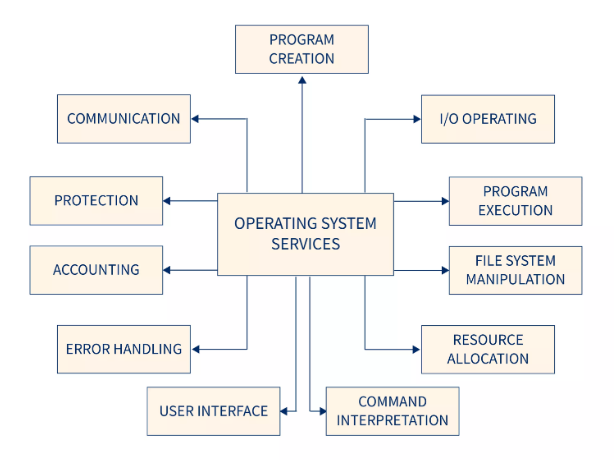 PROGRAM
CREATION
COMMUNICATION
I/O OPERATING
PROTECTION
PROGRAM
EXECUTION
OPERATING SYSTEM
SERVICES
ACCOUNTING
FILE SYSTEM
MANIPULATION
ERROR HANDLING
RESOURCE
ALLOCATION
USER INTERFACE
COMMAND
INTERPRETATION